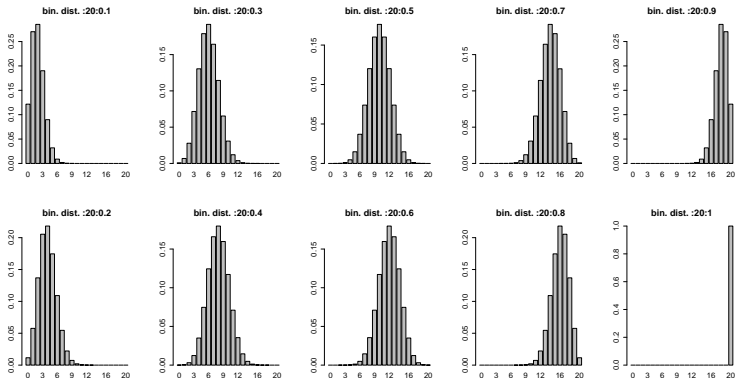 bin. dist. :20:0.1
0.00 0.05 0.10 0.15 0.20 0.25
0 3 6 9 12 16 20
bin. dist. :20:0.3
0.00 0.05 0.10 0.15
0 3 6 9 12 16 20
bin. dist. :20:0.5
0.00 0.05 0.10 0.15
0 3 6 9 12 16 20
bin. dist. :20:0.7
0.00 0.05 0.10 0.15
0 3 6 9 12 16 20
bin. dist. :20:0.9
0.00 0.05 0.10 0.15 0.20 0.25
0 3 6 9 12 16 20
bin. dist. :20:0.2
0.00 0.05 0.10 0.15 0.20
0 3 6 9 12 16 20
bin. dist. :20:0.4
0.00 0.05 0.10 0.15
0 3 6 9 12 16 20
bin. dist. :20:0.6
0.00 0.05 0.10 0.15
0 3 6 9 12 16 20
bin. dist. :20:0.8
0.00 0.05 0.10 0.15 0.20
0 3 6 9 12 16 20
bin. dist. :20:1
0.0 0.2 0.4 0.6 0.8 1.0
0 3 6 9 12 16 20